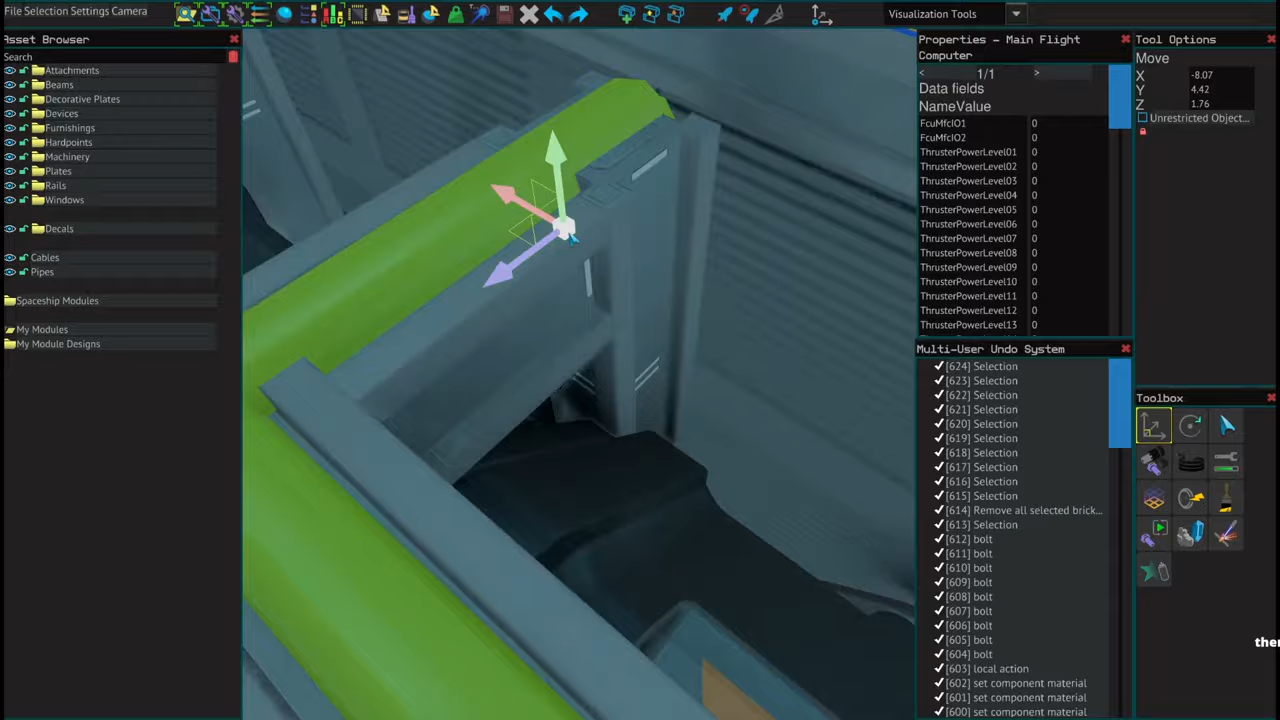 File Selection Settings Camera
Visualization Tools
Asset Browser
Search
Attachments
Beams
Decorative Plates
Devices
Furnishings
Hardpoints
Machinery
Plates
Rails
Windows
Decals
Cables
Pipes
Spaceship Modules
My Modules
My Module Designs
Properties - Main Flight
Computer
< 1/1 >
Data fields
NameValue
FcuMfcIO1 0
FcuMfcIO2 0
ThrusterPowerLevel01 0
ThrusterPowerLevel02 0
ThrusterPowerLevel03 0
ThrusterPowerLevel04 0
ThrusterPowerLevel05 0
ThrusterPowerLevel06 0
ThrusterPowerLevel07 0
ThrusterPowerLevel08 0
ThrusterPowerLevel09 0
ThrusterPowerLevel10 0
ThrusterPowerLevel11 0
ThrusterPowerLevel12 0
ThrusterPowerLevel13 0
Multi-User Undo System
[624] Selection
[623] Selection
[622] Selection
[621] Selection
[620] Selection
[619] Selection
[618] Selection
[617] Selection
[616] Selection
[615] Selection
[614] Remove all selected brick...
[613] Selection
[612] bolt
[611] bolt
[610] bolt
[609] bolt
[608] bolt
[607] bolt
[606] bolt
[605] bolt
[604] bolt
[603] local action
[602] set component material
[601] set component material
[600] set component material
Tool Options
Move
X -8.07
Y 4.42
Z 1.76
Unrestricted Object...
Toolbox
ther